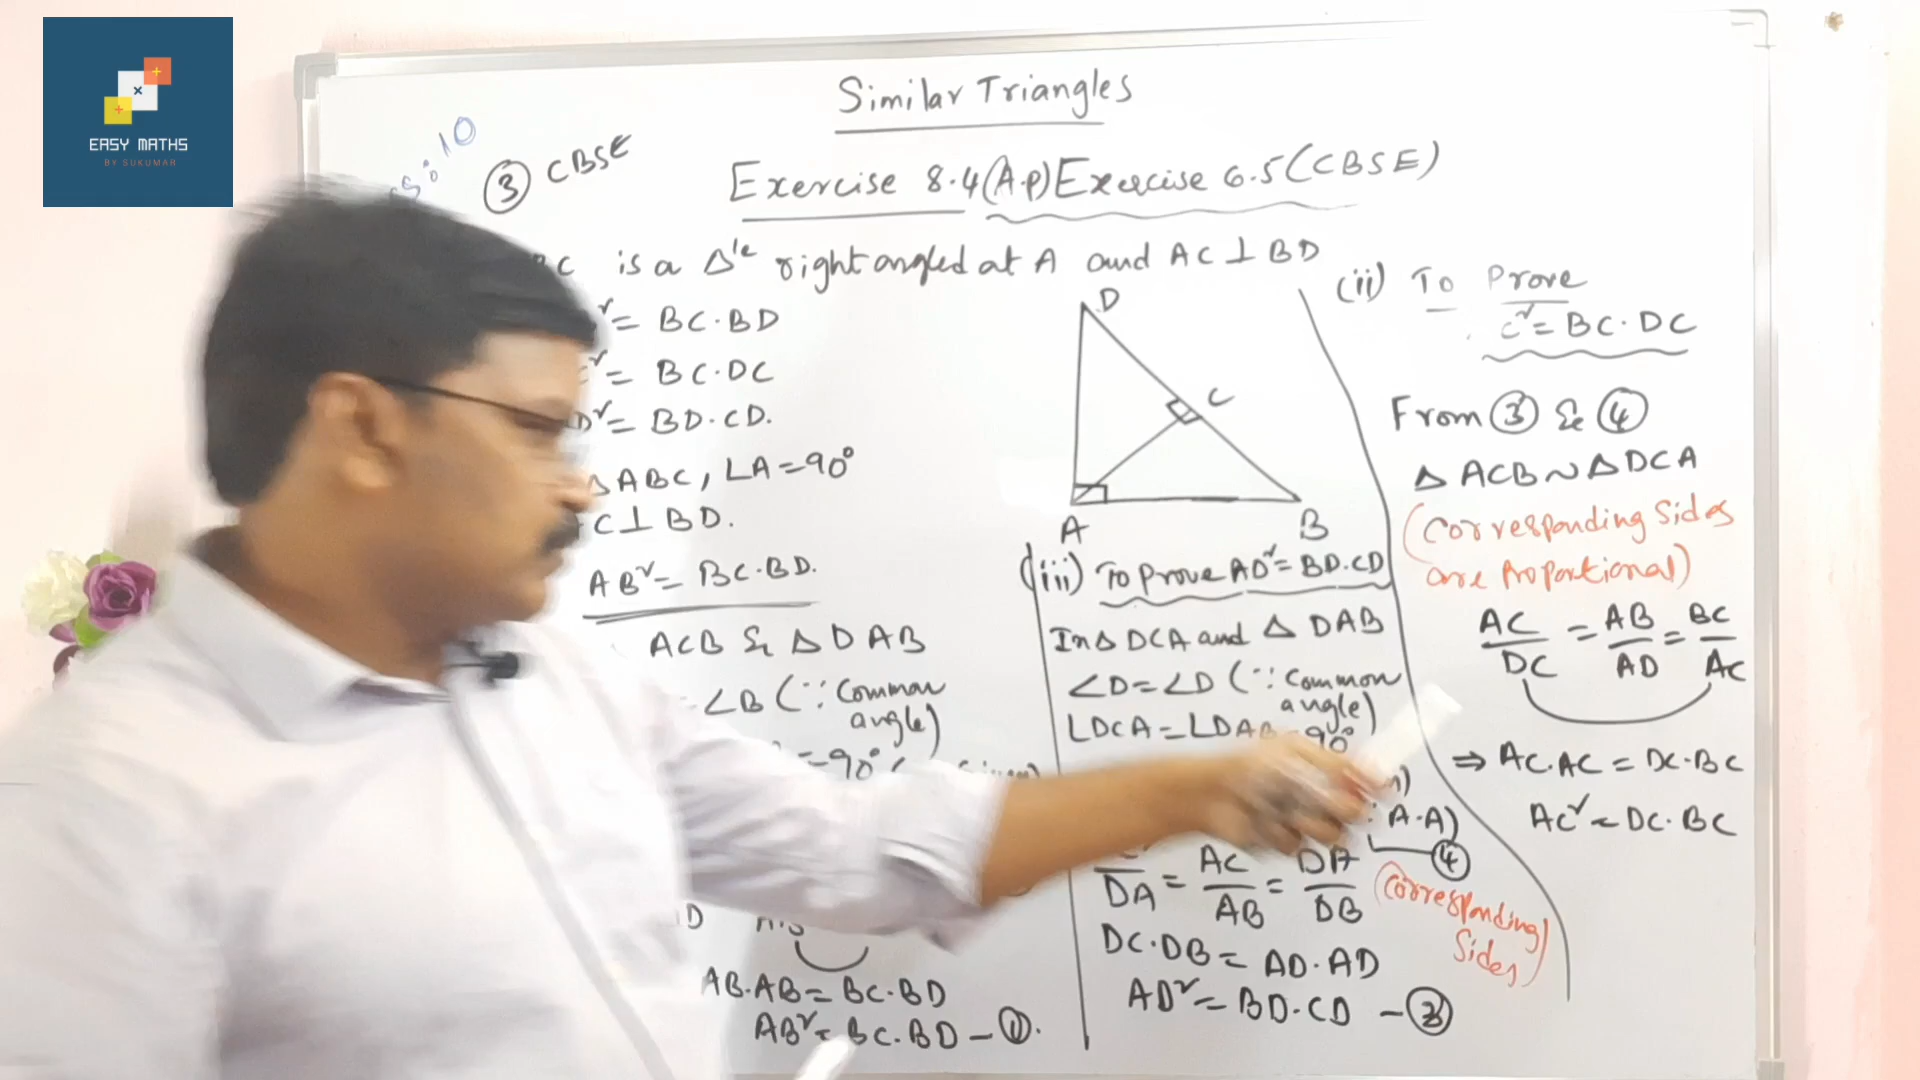 EASY MATHS
BY SUKUMAR
Similar Triangles
:10
③ CBSE
Exercise 8.4(A.P) Exercise 6.5(CBSE)
is a Δle right angled at A and AC⊥BD
= BC.BD
= BC.DC
= BD.CD.
ABC, ∠A=90°
C⊥BD.
AB²= BC.BD.
ACB & ΔDAB
=∠B (∵ Common
angle)
=90°
AB.AB= BC.BD
AB²= BC.BD –①.
D
C
A
B
(iii) To Prove AD²= BD.CD
In Δ DCA and Δ DAB
∠D=∠D (∵ Common
angle)
∠DCA=∠DAB = 90°
A.A)
④
DA = AC/AB = DA/DB
(Corresponding
Sides)
DC.DB= AD.AD
AD²= BD.CD –
(ii) To Prove
C²= BC.DC
From ③ & ④
Δ ACB ~ Δ DCA
(Corresponding Sides
are Proportional)
AC/DC = AB/AD = BC/AC
⇒ AC.AC = DC.BC
AC² = DC.BC